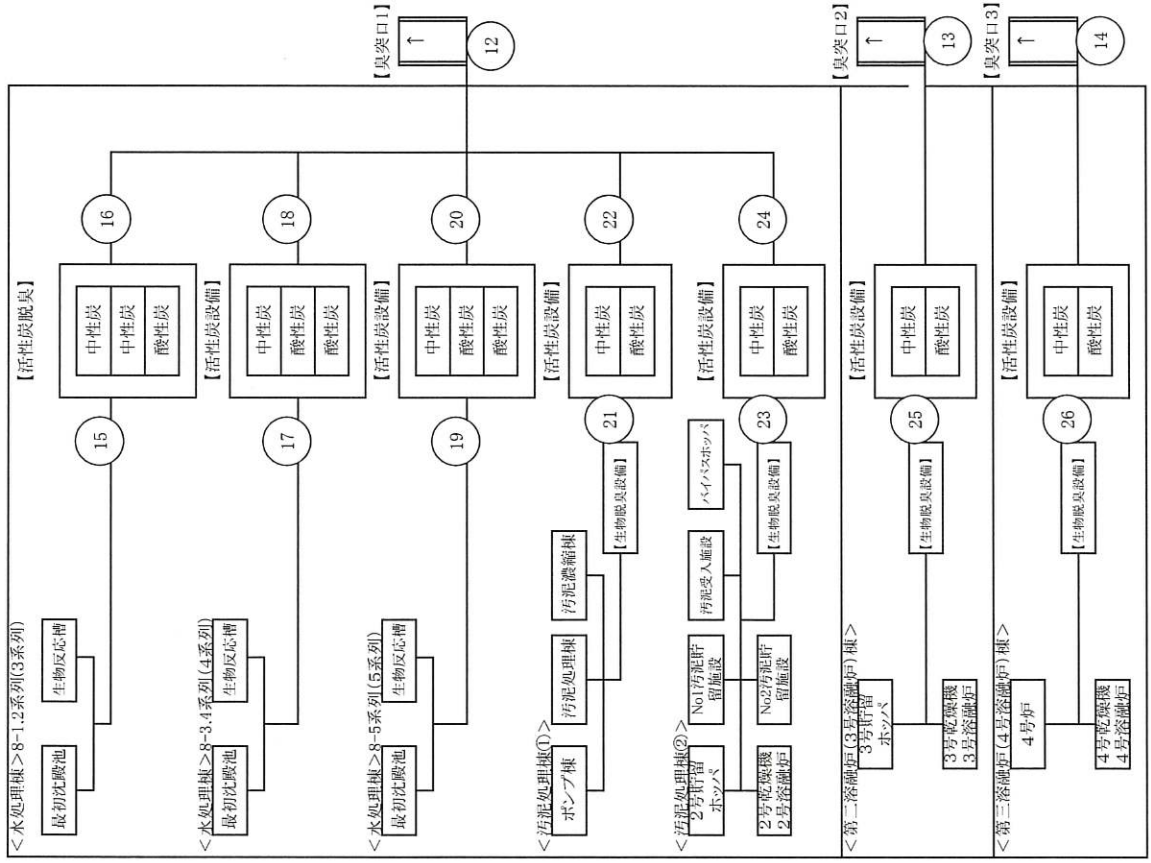 <水処理棟>8-1.2系列(3系列)
最初沈殿池
生物反応槽
15
【活性炭脱臭】
中性炭
中性炭
酸性炭
16
<水処理棟>8-3.4系列(4系列)
最初沈殿池
生物反応槽
17
【活性炭設備】
中性炭
酸性炭
酸性炭
18
<水処理棟>8-5系列(5系列)
最初沈殿池
生物反応槽
19
【活性炭設備】
中性炭
酸性炭
酸性炭
20
【臭突口1】
↑
12
<汚泥処理棟①>
ポンプ棟
汚泥処理棟
汚泥濃縮棟
【生物脱臭設備】
21
【活性炭設備】
中性炭
酸性炭
22
<汚泥処理棟②>
2号貯留
ホッパ
No1汚泥貯
留施設
汚泥受入施設
バイパスホッパ
2号乾燥機
2号溶融炉
No2汚泥貯
留施設
【生物脱臭設備】
23
【活性炭設備】
中性炭
酸性炭
24
<第二溶融炉(3号溶融炉)棟>
3号貯留
ホッパ
3号乾燥機
3号溶融炉
【生物脱臭設備】
25
【活性炭設備】
中性炭
酸性炭
【臭突口2】
↑
13
<第三溶融炉(4号溶融炉)棟>
4号炉
4号乾燥機
4号溶融炉
【生物脱臭設備】
26
【活性炭設備】
中性炭
酸性炭
【臭突口3】
↑
14